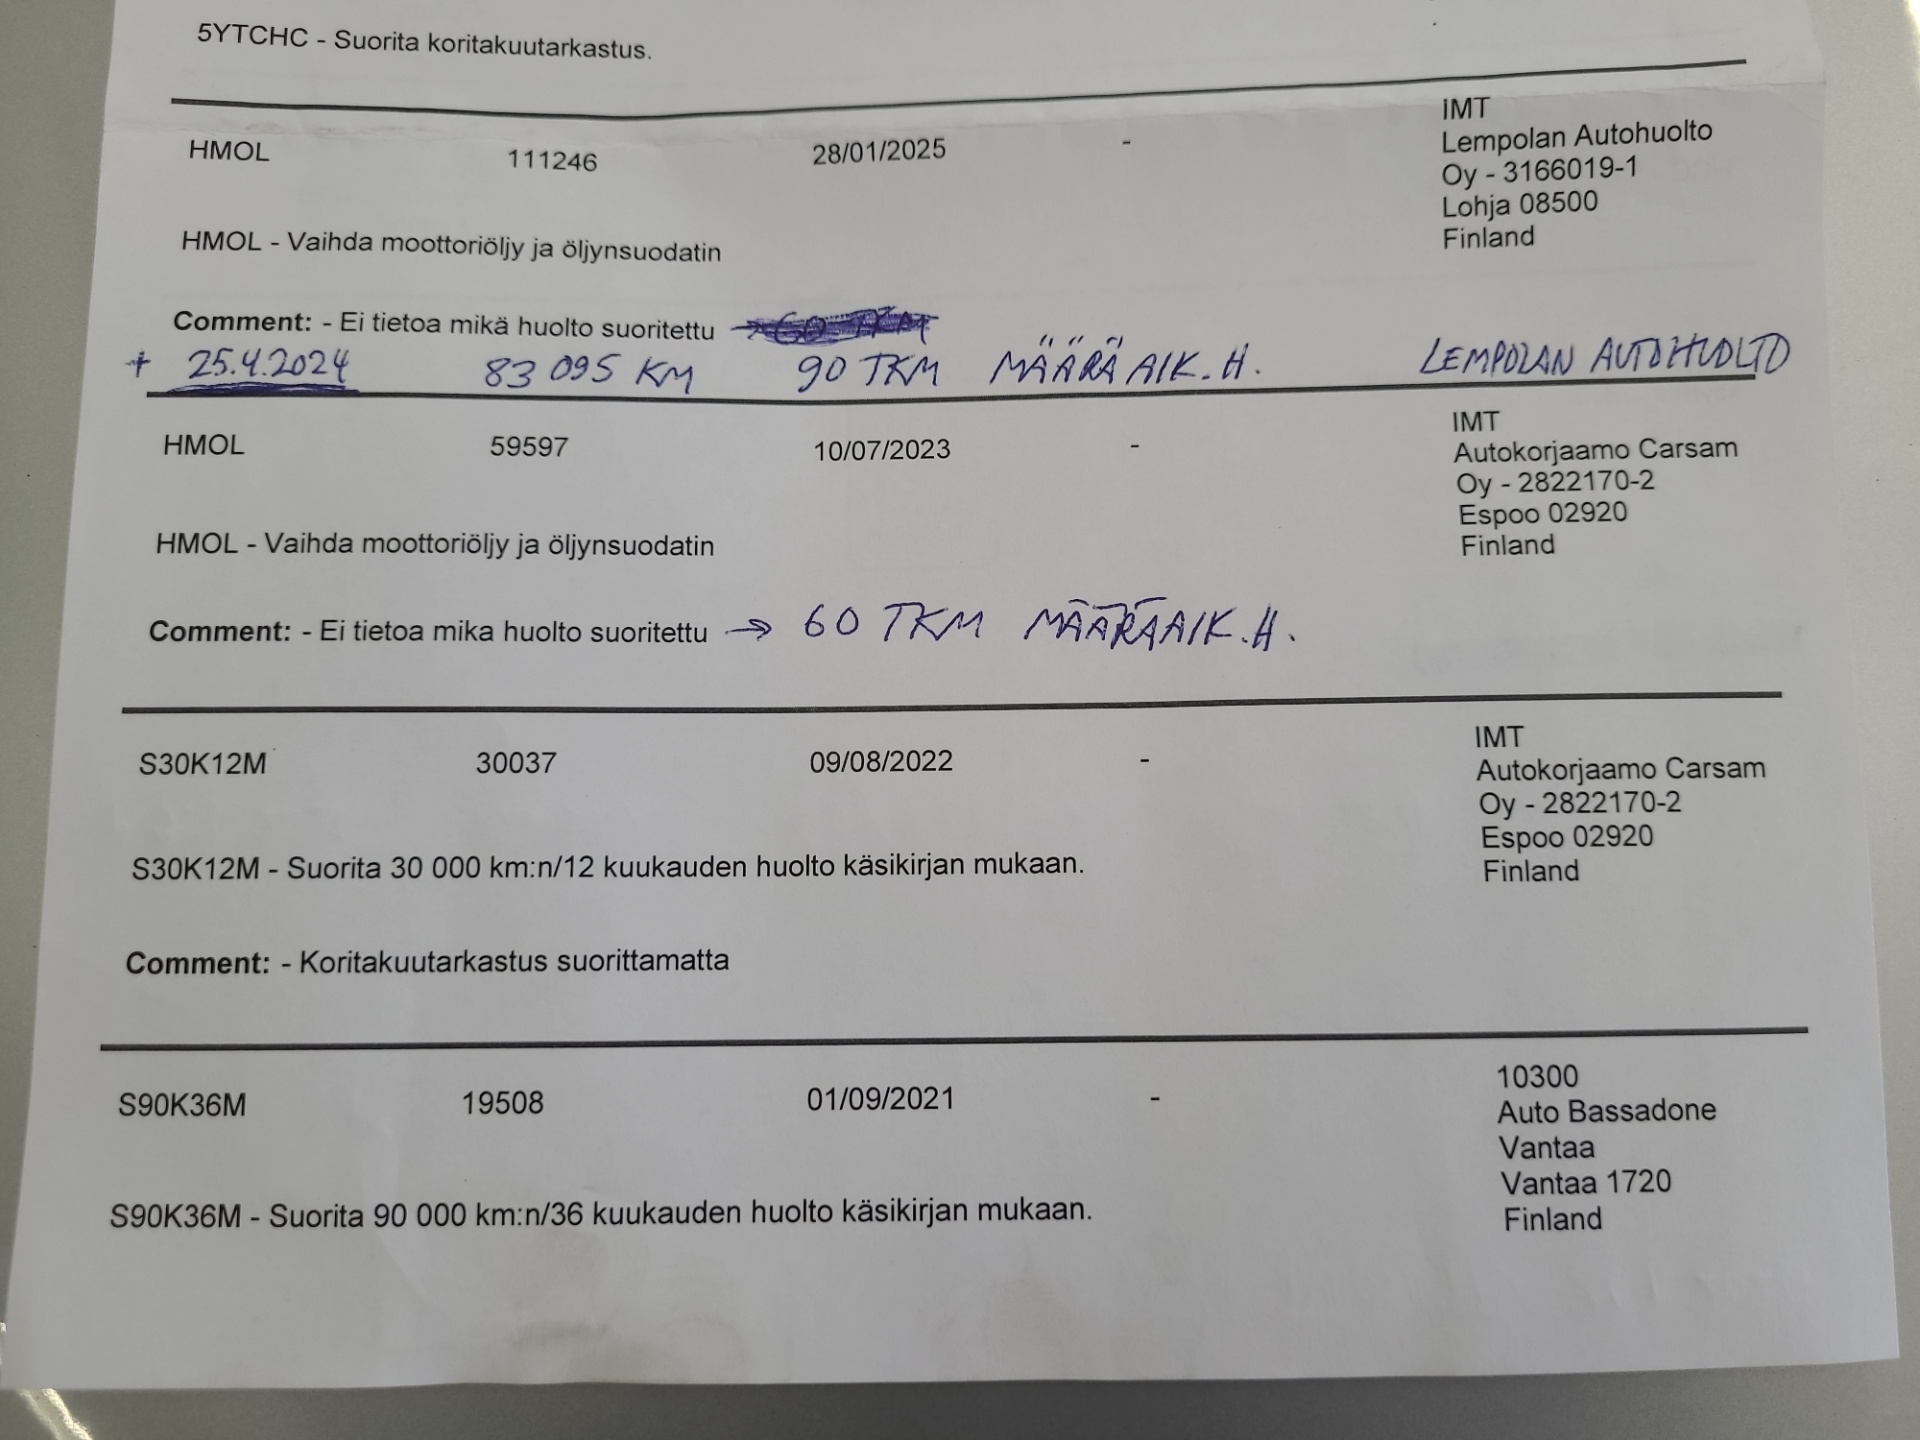 5YTCHC - Suorita koritakuutarkastus.
HMOL 111246 28/01/2025 - IMT
Lempolan Autohuolto
Oy - 3166019-1
Lohja 08500
Finland
HMOL - Vaihda moottoriöljy ja öljynsuodatin
Comment: - Ei tietoa mikä huolto suoritettu
+ 25.4.2024 83 095 KM 90 TKM MÄÄRÄAIK.H. LEMPOLAN AUTOHUOLTO
HMOL 59597 10/07/2023 - IMT
Autokorjaamo Carsam
Oy - 2822170-2
Espoo 02920
Finland
HMOL - Vaihda moottoriöljy ja öljynsuodatin
Comment: - Ei tietoa mika huolto suoritettu → 60 TKM MÄÄRÄAIK.H.
S30K12M 30037 09/08/2022 - IMT
Autokorjaamo Carsam
Oy - 2822170-2
Espoo 02920
Finland
S30K12M - Suorita 30 000 km:n/12 kuukauden huolto käsikirjan mukaan.
Comment: - Koritakuutarkastus suorittamatta
S90K36M 19508 01/09/2021 - 10300
Auto Bassadone
Vantaa
Vantaa 1720
Finland
S90K36M - Suorita 90 000 km:n/36 kuukauden huolto käsikirjan mukaan.